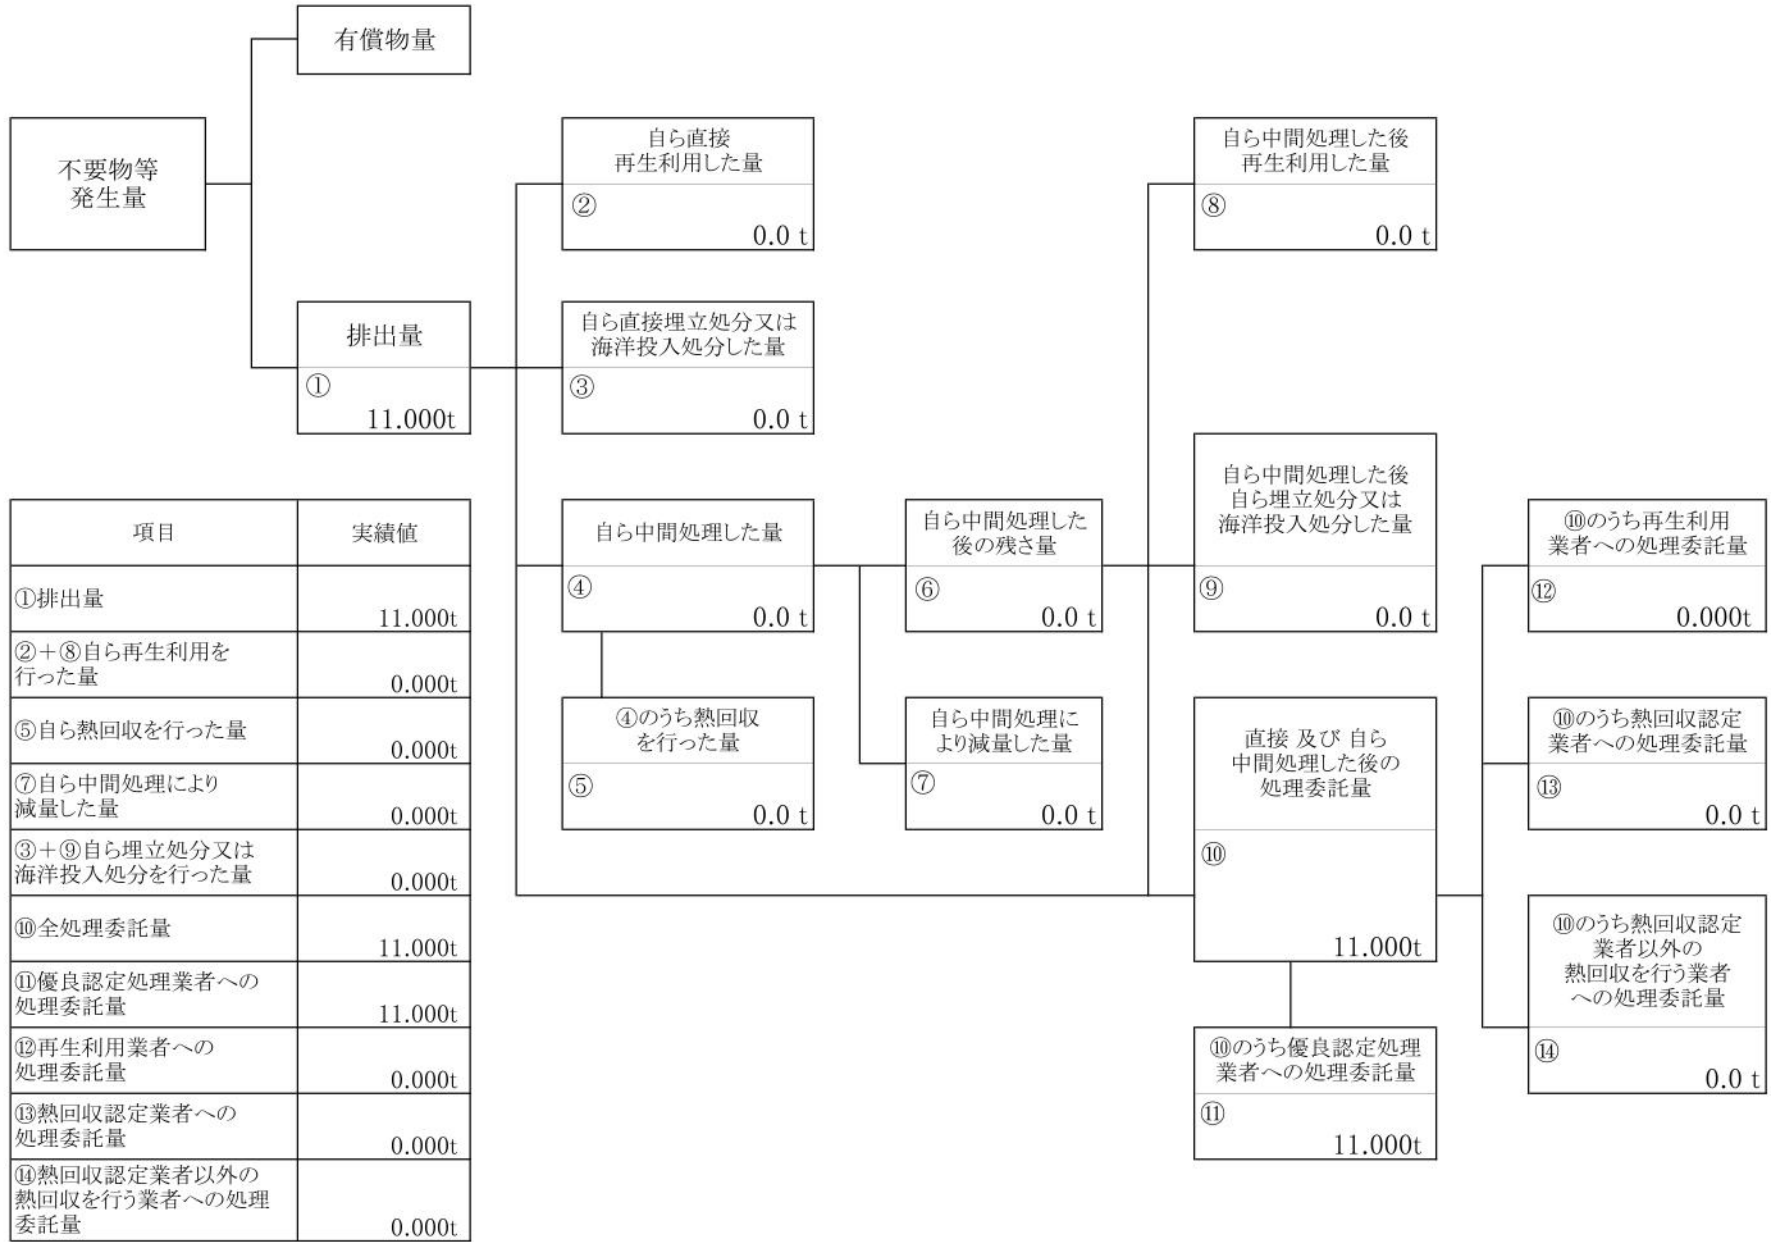 有償物量
不要物等
発生量
自ら直接
再生利用した量
②
0.0 t
自ら中間処理した後
再生利用した量
⑧
0.0 t
排出量
①
11.000t
自ら直接埋立処分又は
海洋投入処分した量
③
0.0 t
自ら中間処理した量
④
0.0 t
自ら中間処理した
後の残さ量
⑥
0.0 t
自ら中間処理した後
自ら埋立処分又は
海洋投入処分した量
⑨
0.0 t
⑩のうち再生利用
業者への処理委託量
⑫
0.000t
④のうち熱回収
を行った量
⑤
0.0 t
自ら中間処理に
より減量した量
⑦
0.0 t
直接 及び 自ら
中間処理した後の
処理委託量
⑩
11.000t
⑩のうち熱回収認定
業者への処理委託量
⑬
0.0 t
⑩のうち熱回収認定
業者以外の
熱回収を行う業者
への処理委託量
⑭
0.0 t
⑩のうち優良認定処理
業者への処理委託量
⑪
11.000t
項目 実績値
①排出量 11.000t
②＋⑧自ら再生利用を
行った量 0.000t
⑤自ら熱回収を行った量 0.000t
⑦自ら中間処理により
減量した量 0.000t
③＋⑨自ら埋立処分又は
海洋投入処分を行った量 0.000t
⑩全処理委託量 11.000t
⑪優良認定処理業者への
処理委託量 11.000t
⑫再生利用業者への
処理委託量 0.000t
⑬熱回収認定業者への
処理委託量 0.000t
⑭熱回収認定業者以外の
熱回収を行う業者への処理
委託量 0.000t